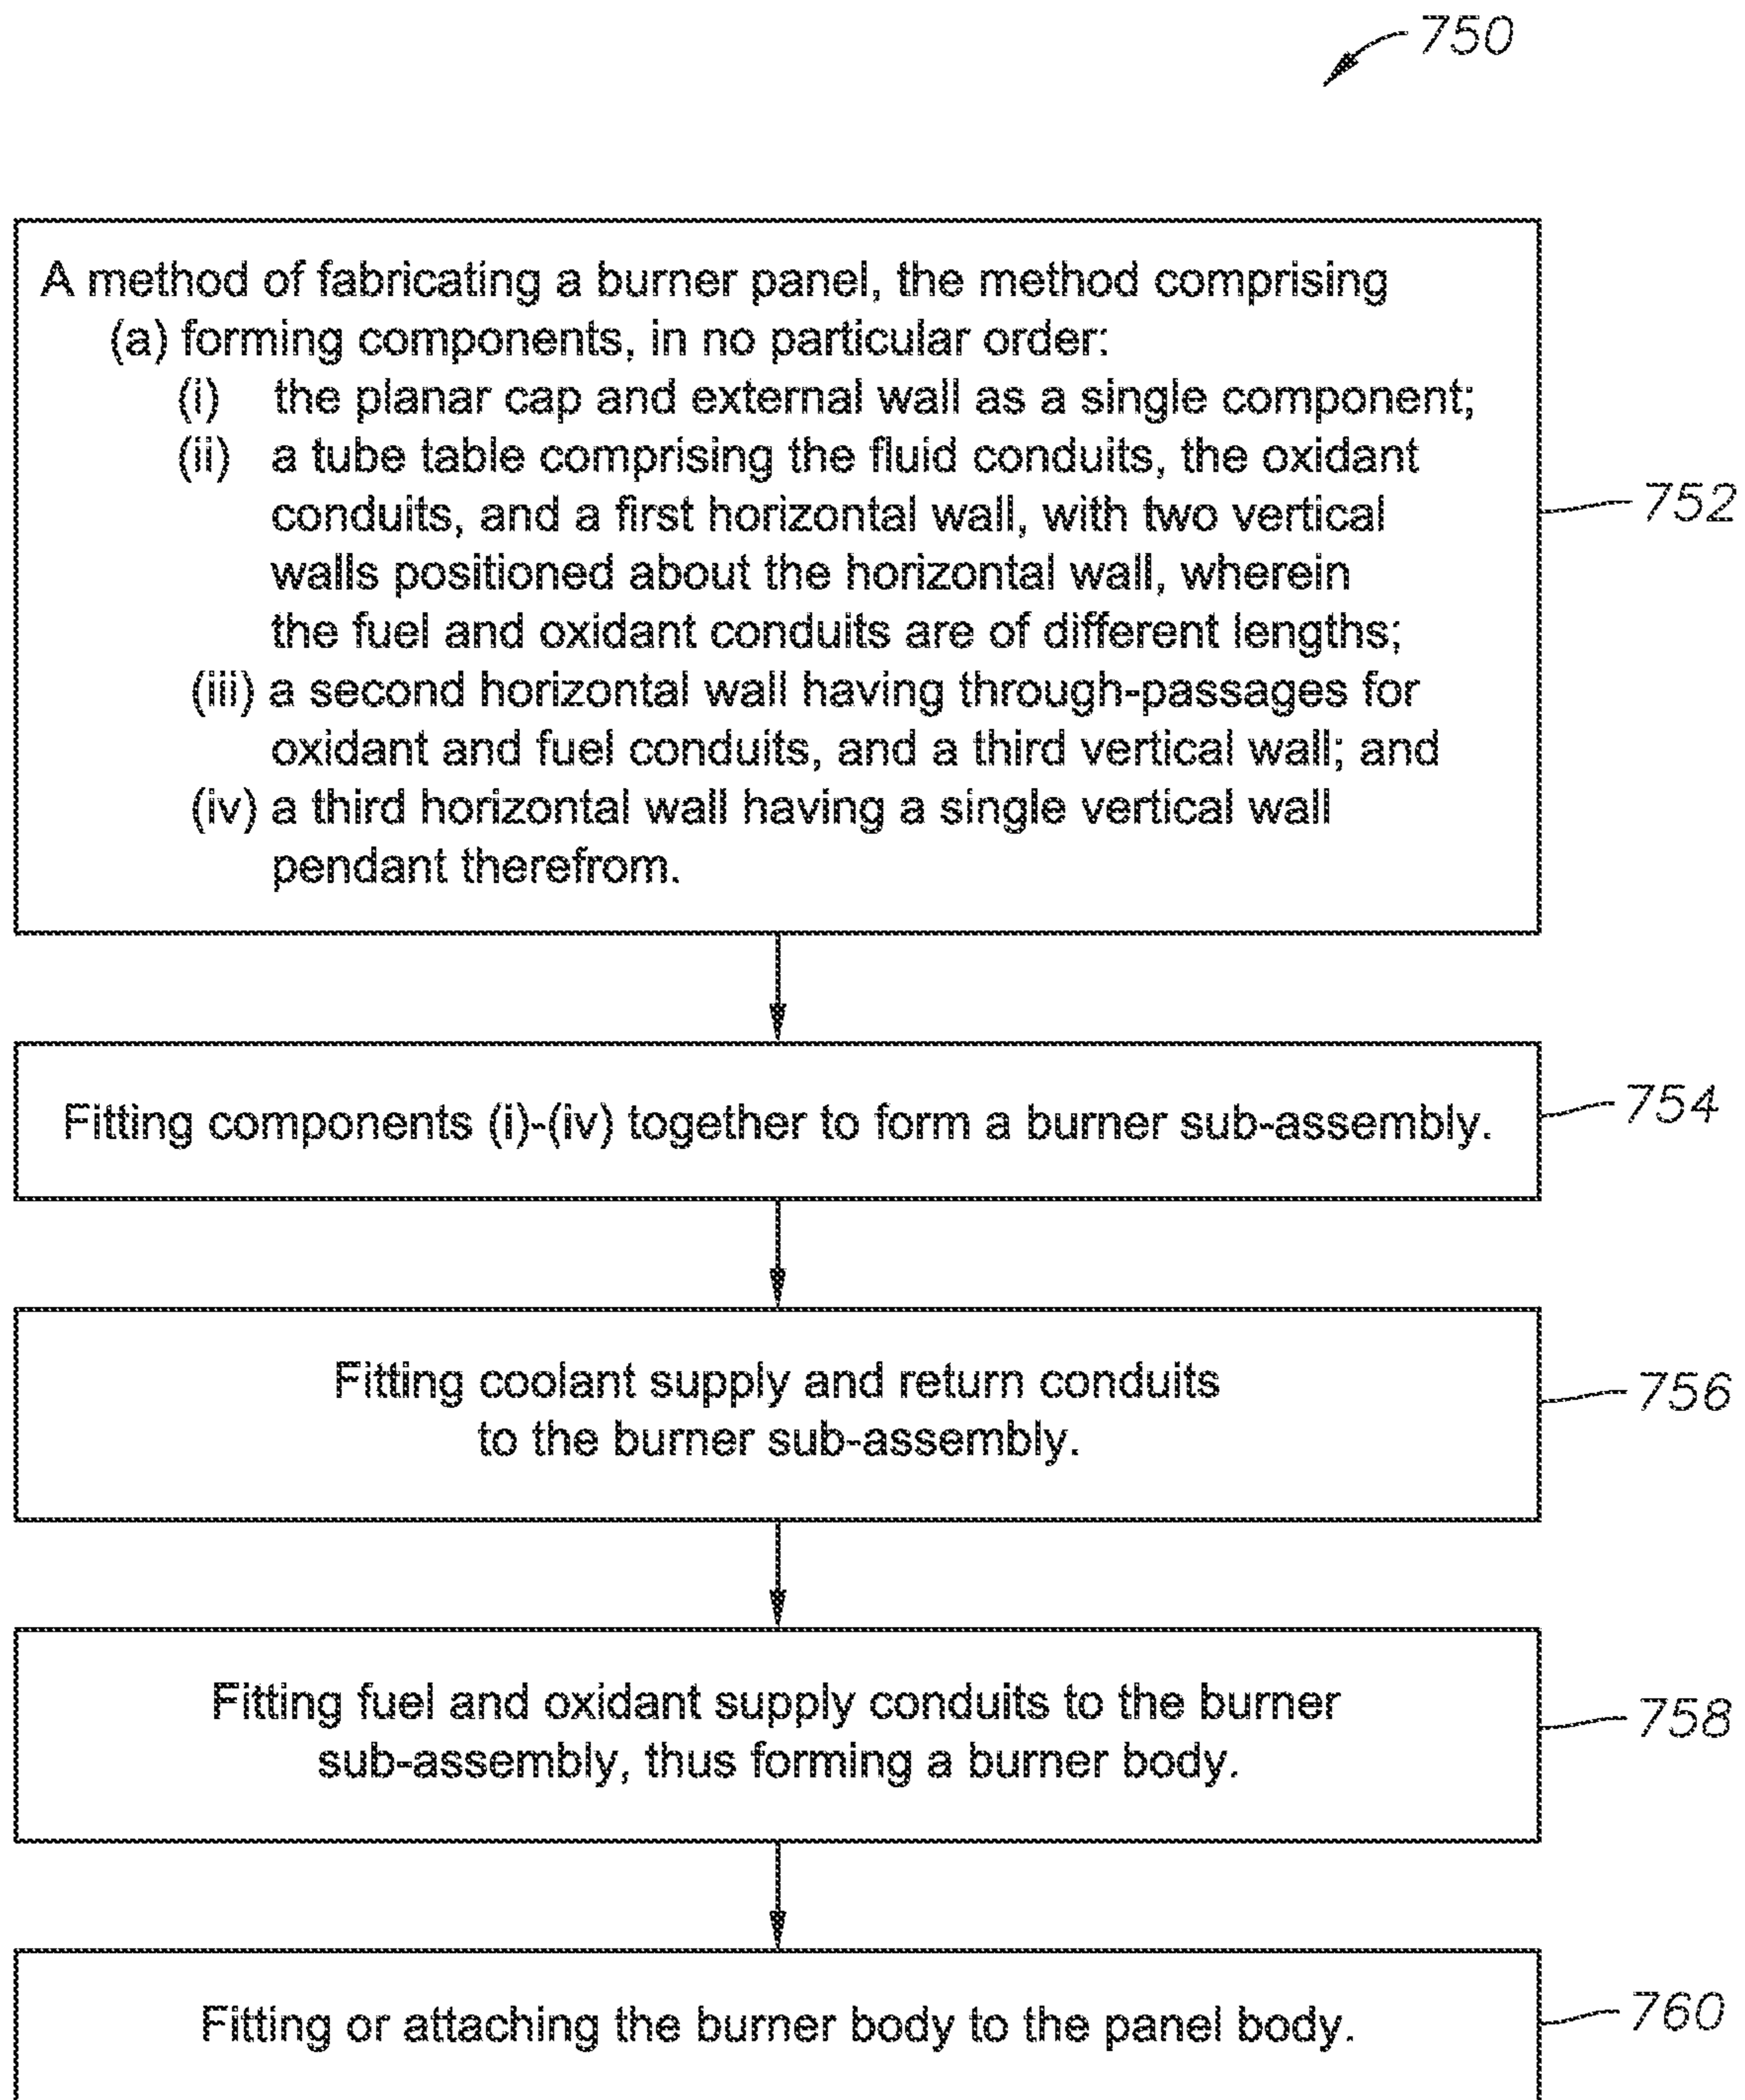 750
A method of fabricating a burner panel, the method comprising
(a) forming components, in no particular order:
(i) the planar cap and external wall as a single component;
(ii) a tube table comprising the fluid conduits, the oxidant
conduits, and a first horizontal wall, with two vertical
walls positioned about the horizontal wall, wherein
the fuel and oxidant conduits are of different lengths;
752
(iii) a second horizontal wall having through-passages for
oxidant and fuel conduits, and a third vertical wall; and
(iv) a third horizontal wall having a single vertical wall
pendant therefrom.
Fitting components (i)-(iv) together to form a burner sub-assembly.
754
Fitting coolant supply and return conduits
to the burner sub-assembly.
756
Fitting fuel and oxidant supply conduits to the burner
sub-assembly, thus forming a burner body.
758
Fitting or attaching the burner body to the panel body.
760